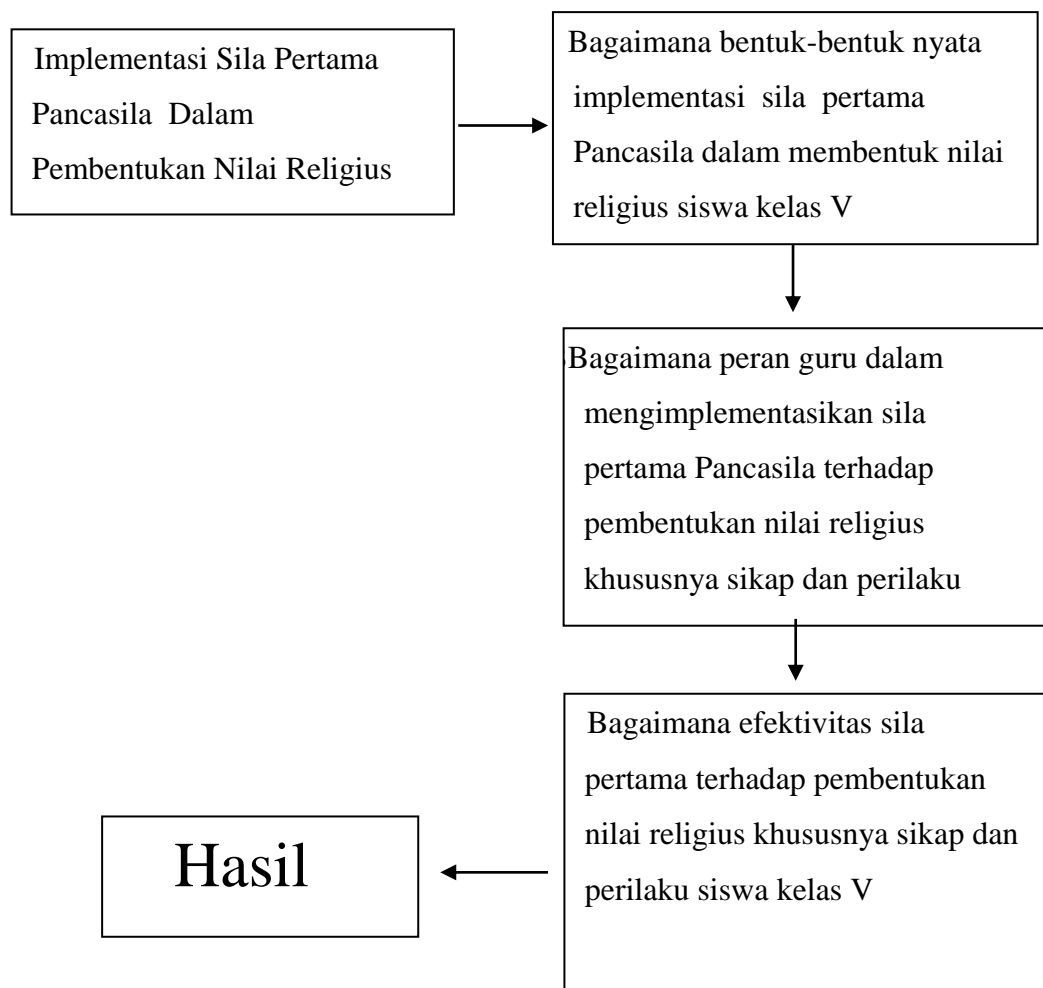 Implementasi Sila Pertama
Pancasila Dalam
Pembentukan Nilai Religius
Bagaimana bentuk-bentuk nyata
implementasi sila pertama
Pancasila dalam membentuk nilai
religius siswa kelas V
Bagaimana peran guru dalam
mengimplementasikan sila
pertama Pancasila terhadap
pembentukan nilai religius
khususnya sikap dan perilaku
Bagaimana efektivitas sila
pertama terhadap pembentukan
nilai religius khususnya sikap dan
perilaku siswa kelas V
Hasil